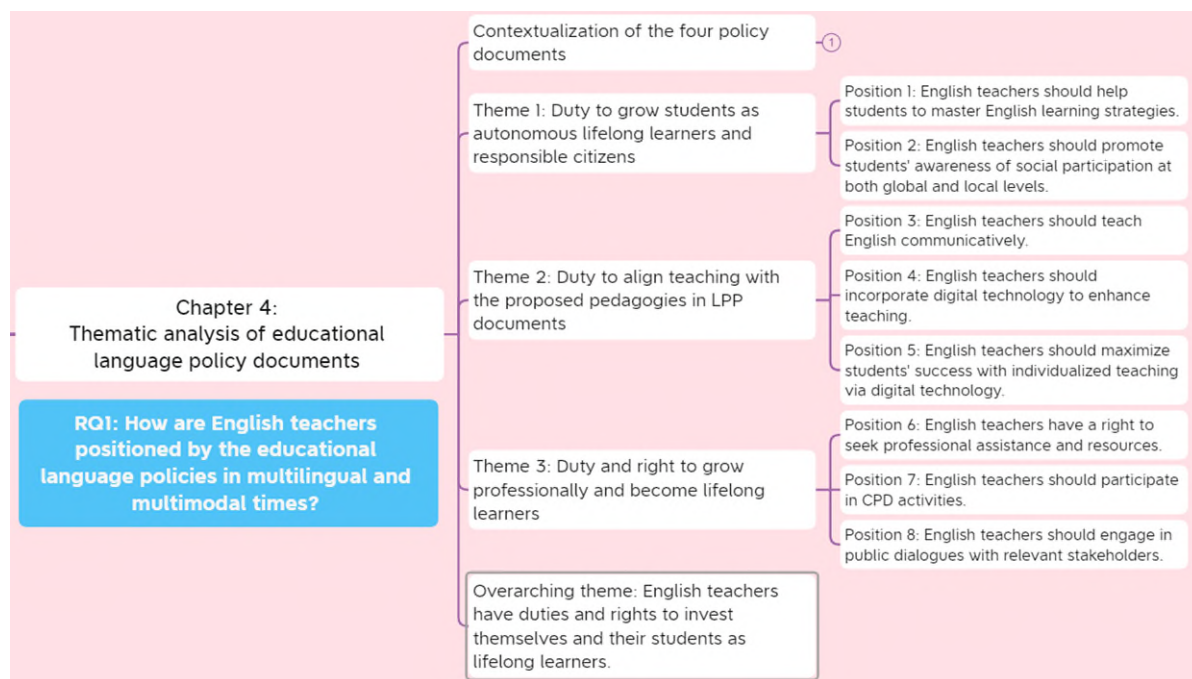 Chapter 4:
Thematic analysis of educational
language policy documents
RQ1: How are English teachers
positioned by the educational
language policies in multilingual and
multimodal times?
Contextualization of the four policy
documents
1
Theme 1: Duty to grow students as
autonomous lifelong learners and
responsible citizens
Position 1: English teachers should help
students to master English learning strategies.
Position 2: English teachers should promote
students' awareness of social participation at
both global and local levels.
Theme 2: Duty to align teaching with
the proposed pedagogies in LPP
documents
Position 3: English teachers should teach
English communicatively.
Position 4: English teachers should
incorporate digital technology to enhance
teaching.
Position 5: English teachers should maximize
students' success with individualized teaching
via digital technology.
Theme 3: Duty and right to grow
professionally and become lifelong
learners
Position 6: English teachers have a right to
seek professional assistance and resources.
Position 7: English teachers should participate
in CPD activities.
Position 8: English teachers should engage in
public dialogues with relevant stakeholders.
Overarching theme: English teachers
have duties and rights to invest
themselves and their students as
lifelong learners.